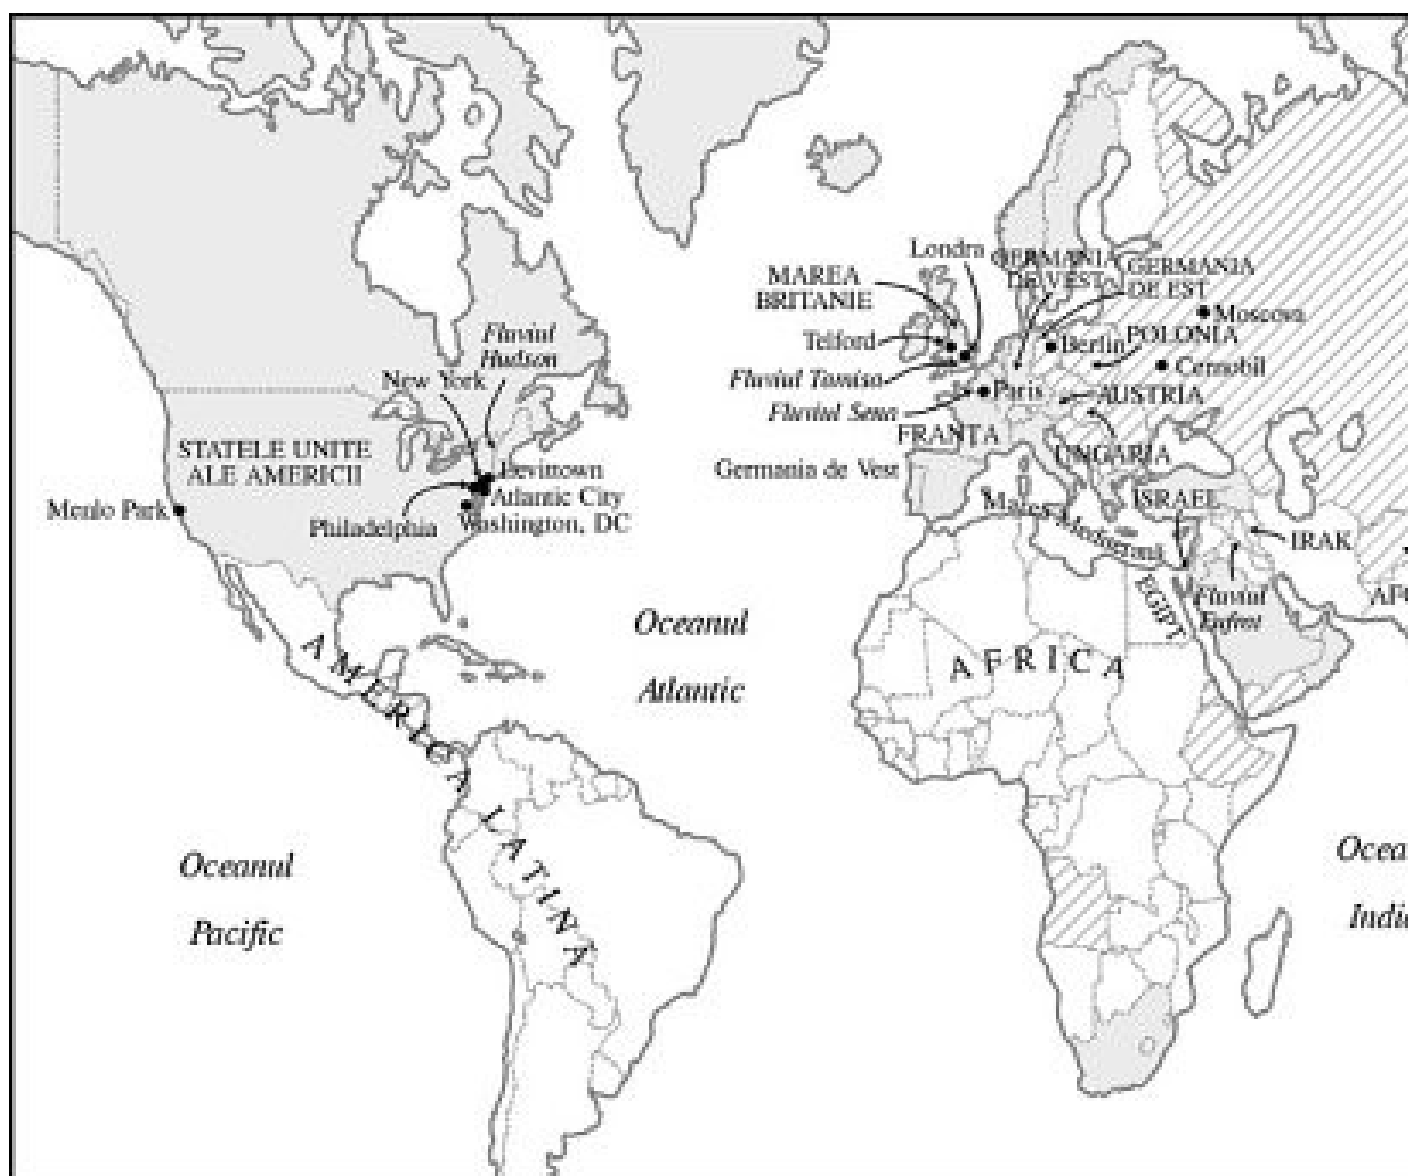 Londra
GERMANIA
DE VEST
GERMANIA
DE EST
MAREA
BRITANIE
Moscova
Telford
Berlin
POLONIA
Cernobil
Fluviul Tamisa
Paris
AUSTRIA
Fluviul Sena
FRANTA
UNGARIA
Germania de Vest
ISRAEL
Marea Mediterană
IRAK
Fluviul
Eufrat
EGIPT
Fluviul
Hudson
New York
STATELE UNITE
ALE AMERICII
Levittown
Atlantic City
Menlo Park
Philadelphia
Washington, DC
Oceanul
Atlantic
AFRICA
AMERICA LATINĂ
Oceanul
Pacific
Ocea
Indi